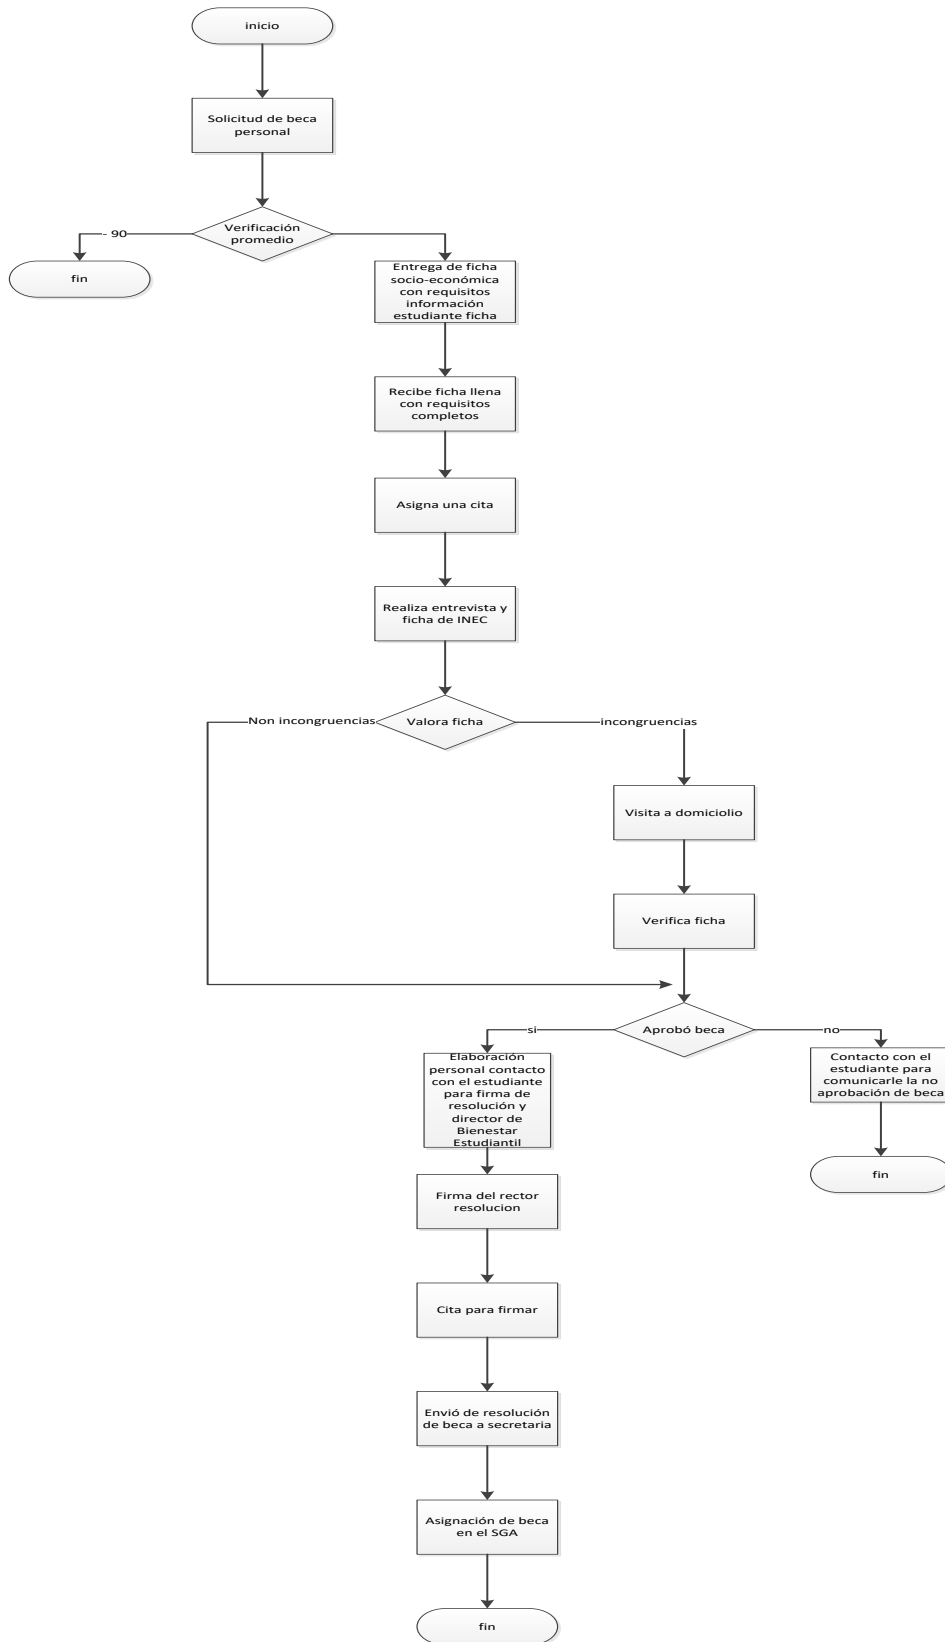 inicio
Solicitud de beca
personal
Verificación
promedio
- 90
fin
Entrega de ficha
socio-económica
con requisitos
información
estudiante ficha
Recibe ficha llena
con requisitos
completos
Asigna una cita
Realiza entrevista y
ficha de INEC
Non incongruencias
Valora ficha
incongruencias
Visita a domiciolio
Verifica ficha
Aprobó beca
si
no
Elaboración
personal contacto
con el estudiante
para firma de
resolución y
director de
Bienestar
Estudiantil
Contacto con el
estudiante para
comunicarle la no
aprobación de beca
fin
Firma del rector
resolucion
Cita para firmar
Envió de resolución
de beca a secretaria
Asignación de beca
en el SGA
fin